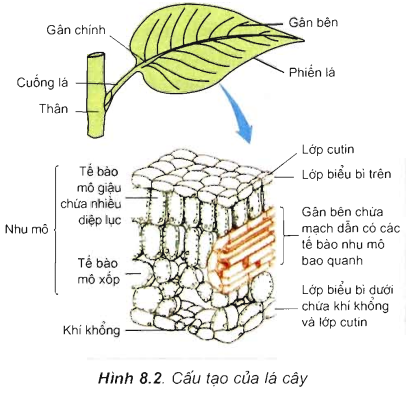 Gân chính
Gân bên
Cuống lá
Phiến lá
Thân
Lớp cutin
Tế bào
mô giậu
chứa nhiều
diệp lục
Lớp biểu bì trên
Nhu mô
Gân bên chứa
mạch dẫn có các
tế bào nhu mô
bao quanh
Tế bào
mô xốp
Lớp biểu bì dưới
chứa khí khổng
và lớp cutin
Khí khổng
Hình 8.2. Cấu tạo của lá cây